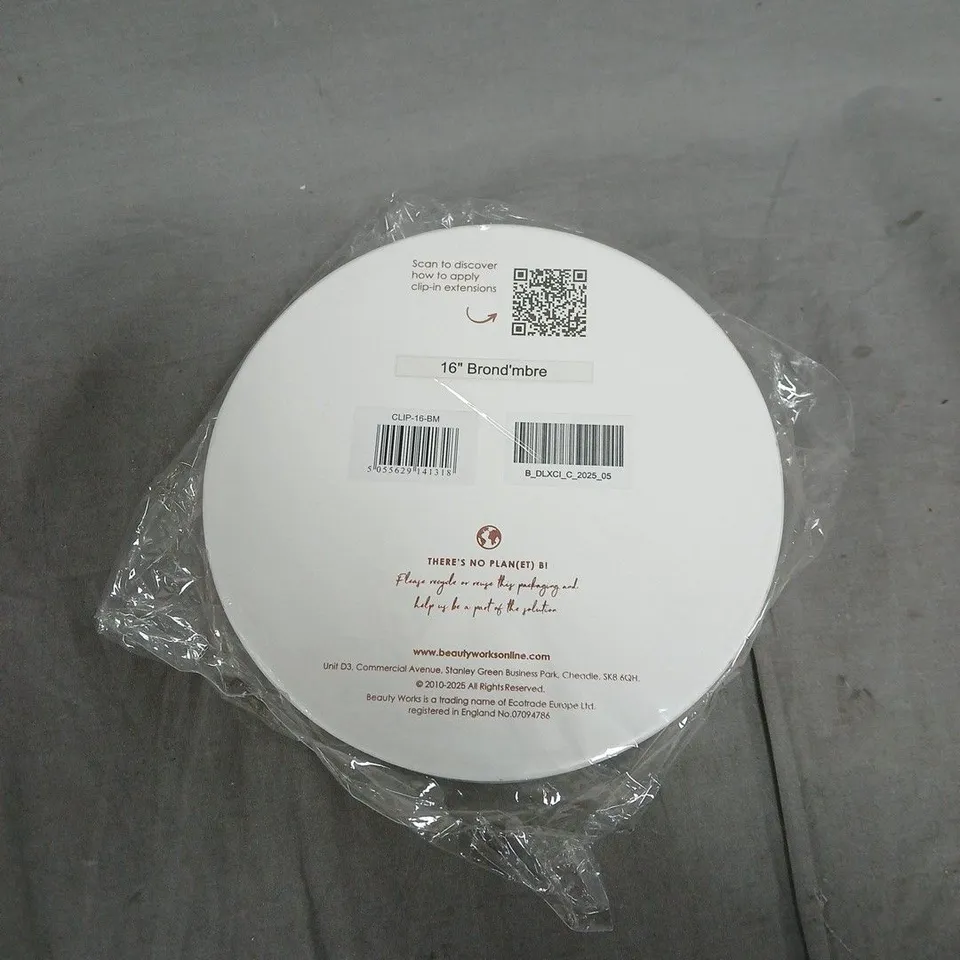 Scan to discover
how to apply
clip-in extensions
16" Brond'mbre
CLIP-16-BM
5 055629 141318
B_DLXCI_C_2025_05
THERE'S NO PLAN(ET) B!
Please recycle or reuse this packaging and
help us be a part of the solution
www.beautyworksonline.com
Unit D3, Commercial Avenue, Stanley Green Business Park, Cheadle, SK8 6QH.
© 2010-2025 All Rights Reserved.
Beauty Works is a trading name of Ecotrade Europe Ltd.
registered in England No.07094786